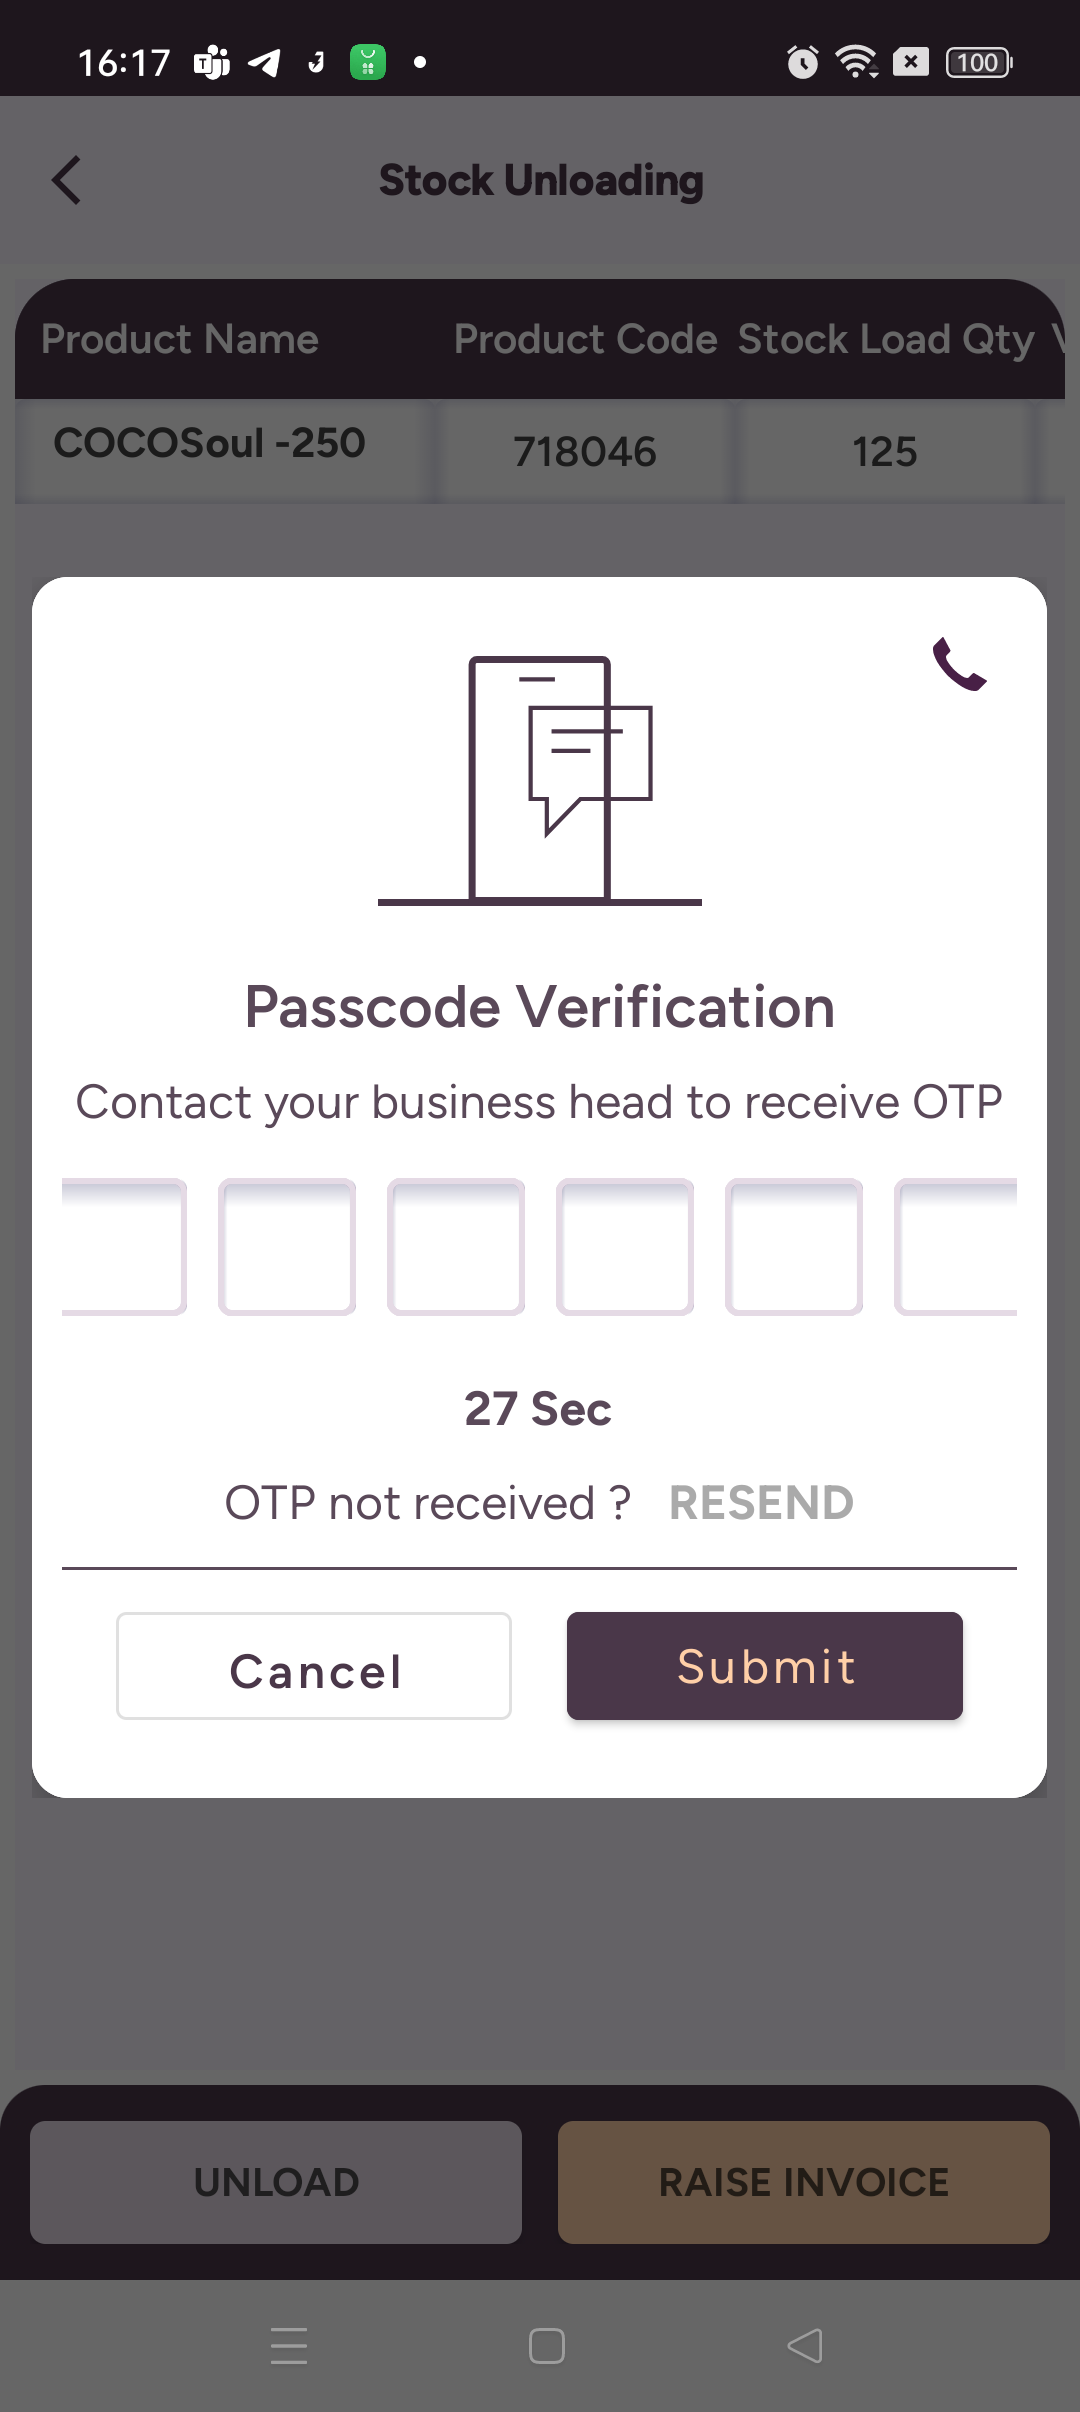 16:17
100
Stock Unloading
Product Name Product Code Stock Load Qty
COCOSoul -250 718046 125
Passcode Verification
Contact your business head to receive OTP
27 Sec
OTP not received ? RESEND
Cancel Submit
UNLOAD RAISE INVOICE